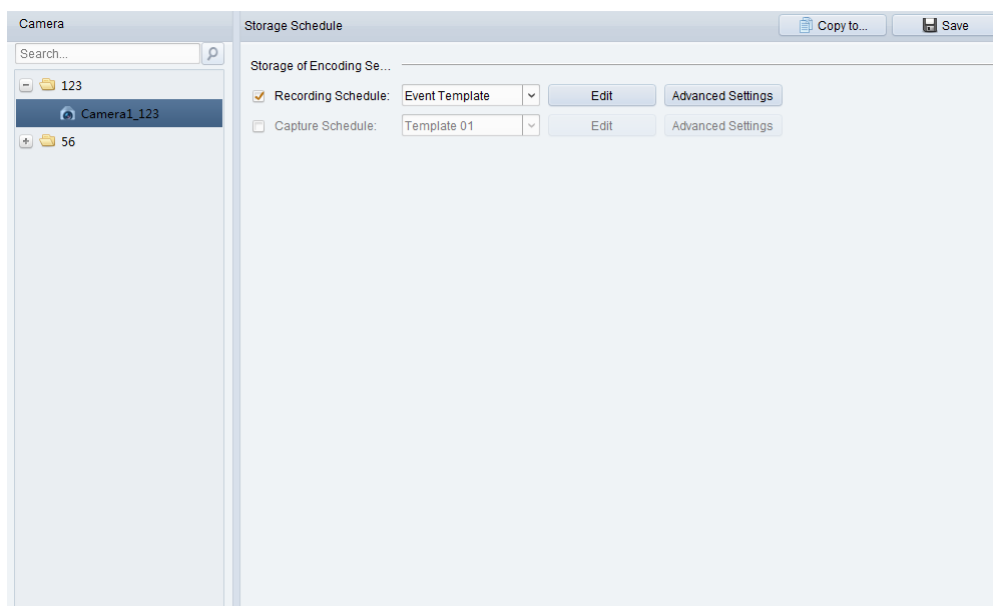 Camera
Storage Schedule
Copy to...
Save
Search...
Storage of Encoding Se...
123
Recording Schedule: Event Template Edit Advanced Settings
Camera1_123
Capture Schedule: Template 01 Edit Advanced Settings
56